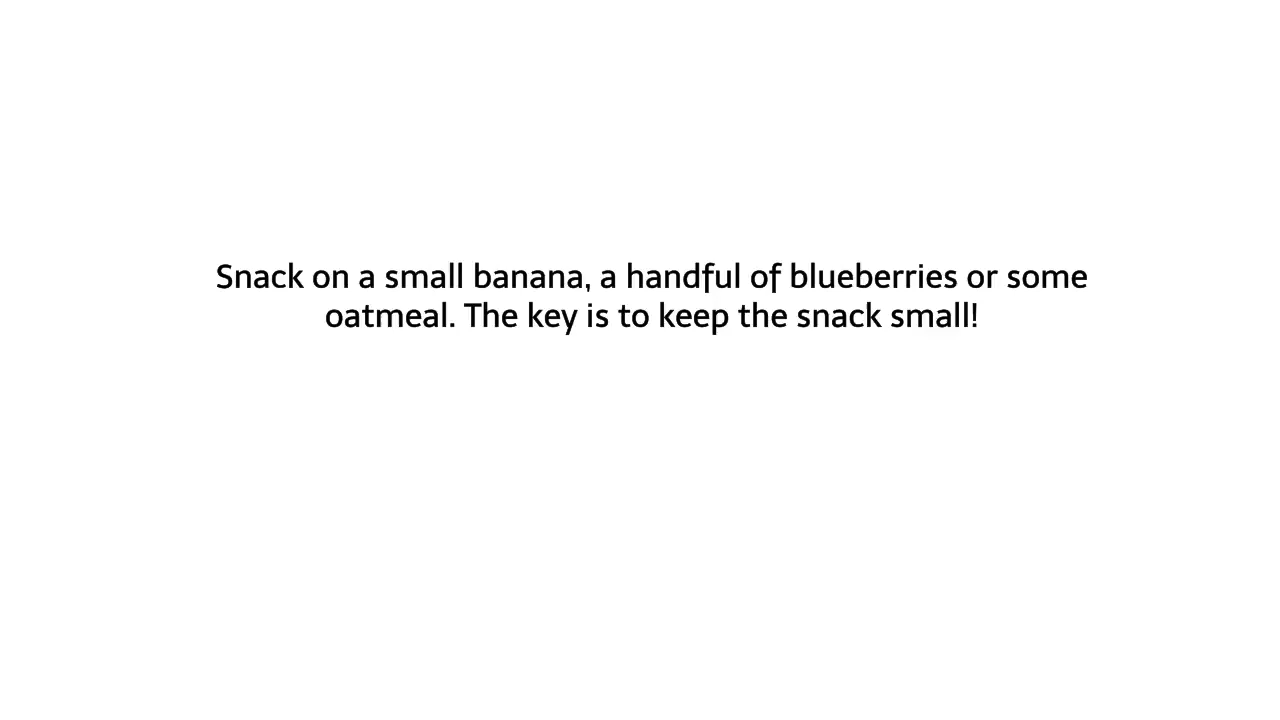 Snack on a small banana, a handful of blueberries or some
oatmeal. The key is to keep the snack small!